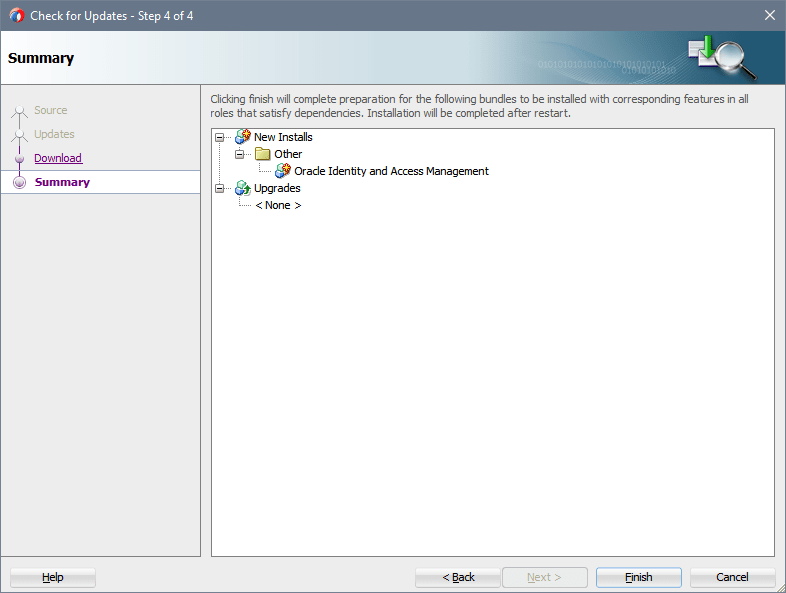 Check for Updates - Step 4 of 4
Summary
Source
Updates
Download
Summary
Clicking finish will complete preparation for the following bundles to be installed with corresponding features in all
roles that satisfy dependencies. Installation will be completed after restart.
New Installs
Other
Oracle Identity and Access Management
Upgrades
< None >
Help
< Back
Next >
Finish
Cancel